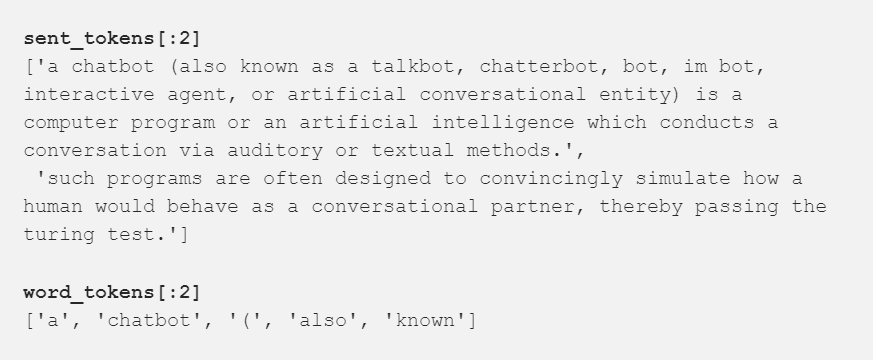 sent_tokens[:2]
['a chatbot (also known as a talkbot, chatterbot, bot, im bot,
interactive agent, or artificial conversational entity) is a
computer program or an artificial intelligence which conducts a
conversation via auditory or textual methods.',
 'such programs are often designed to convincingly simulate how a
human would behave as a conversational partner, thereby passing the
turing test.']
word_tokens[:2]
['a', 'chatbot', '(', 'also', 'known']